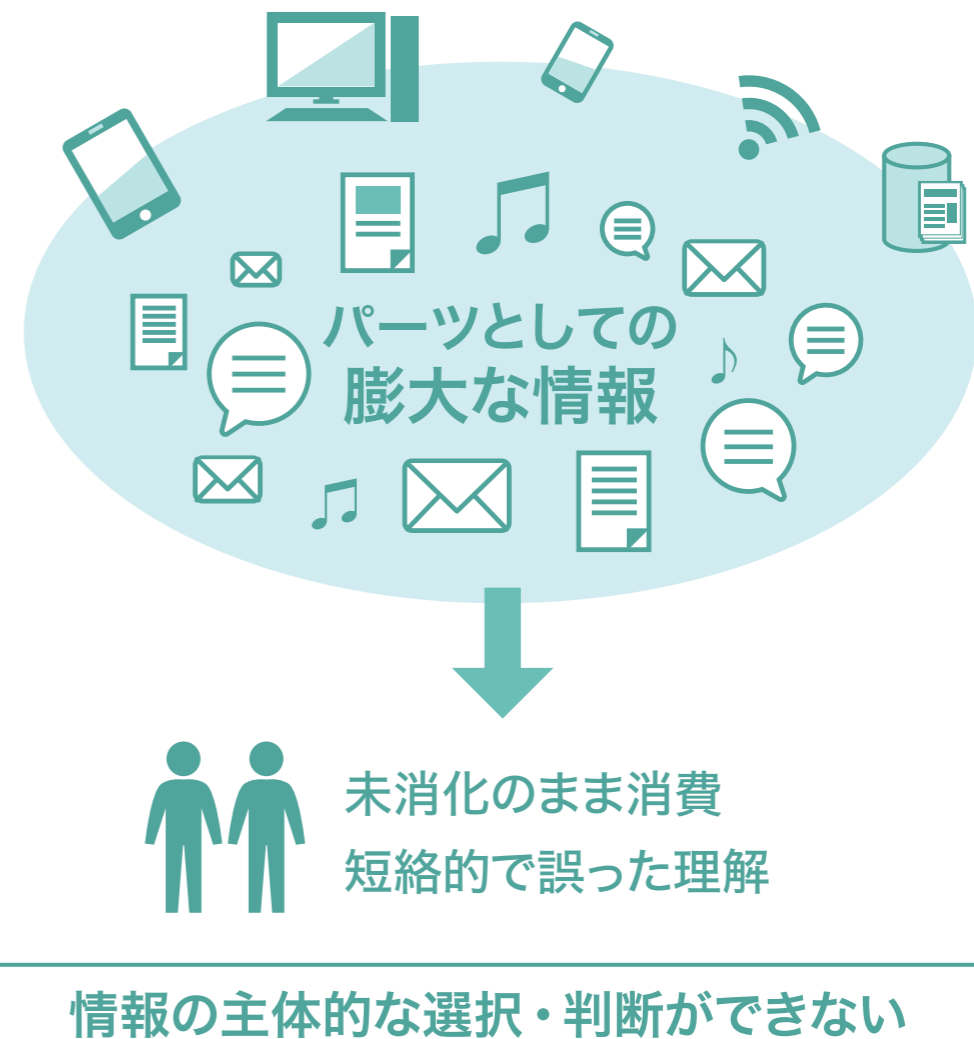 パーツとしての
膨大な情報
未消化のまま消費
短絡的で誤った理解
情報の主体的な選択・判断ができない